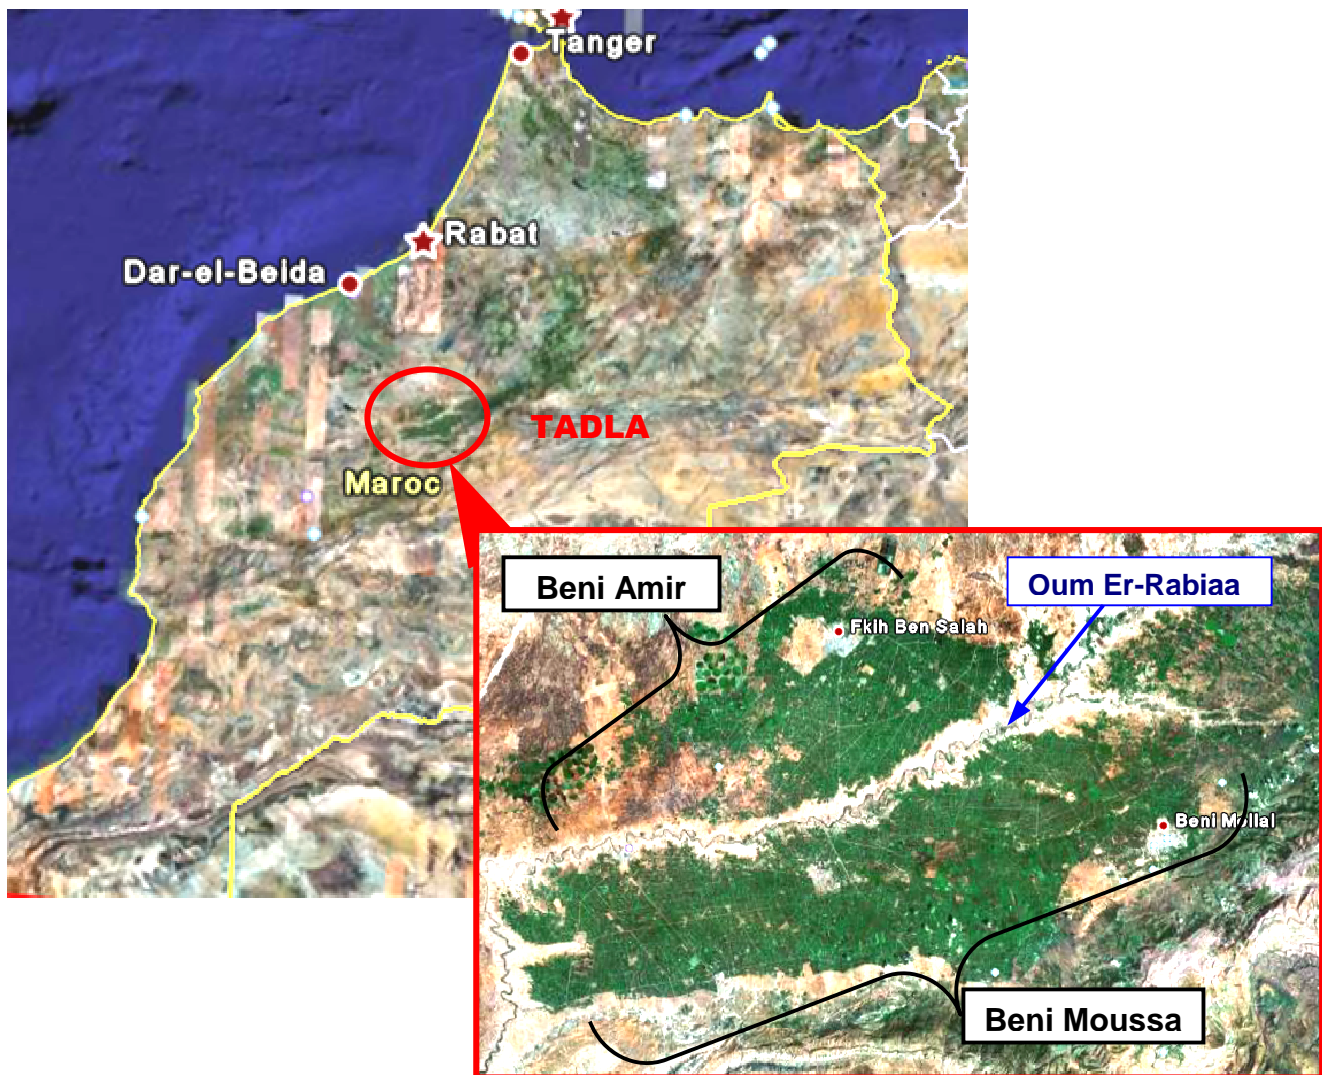 Tanger
Rabat
Dar-el-Beida
TADLA
Maroc
Beni Amir
Oum Er-Rabiaa
Fkih Ben Salah
Beni Mellal
Beni Moussa